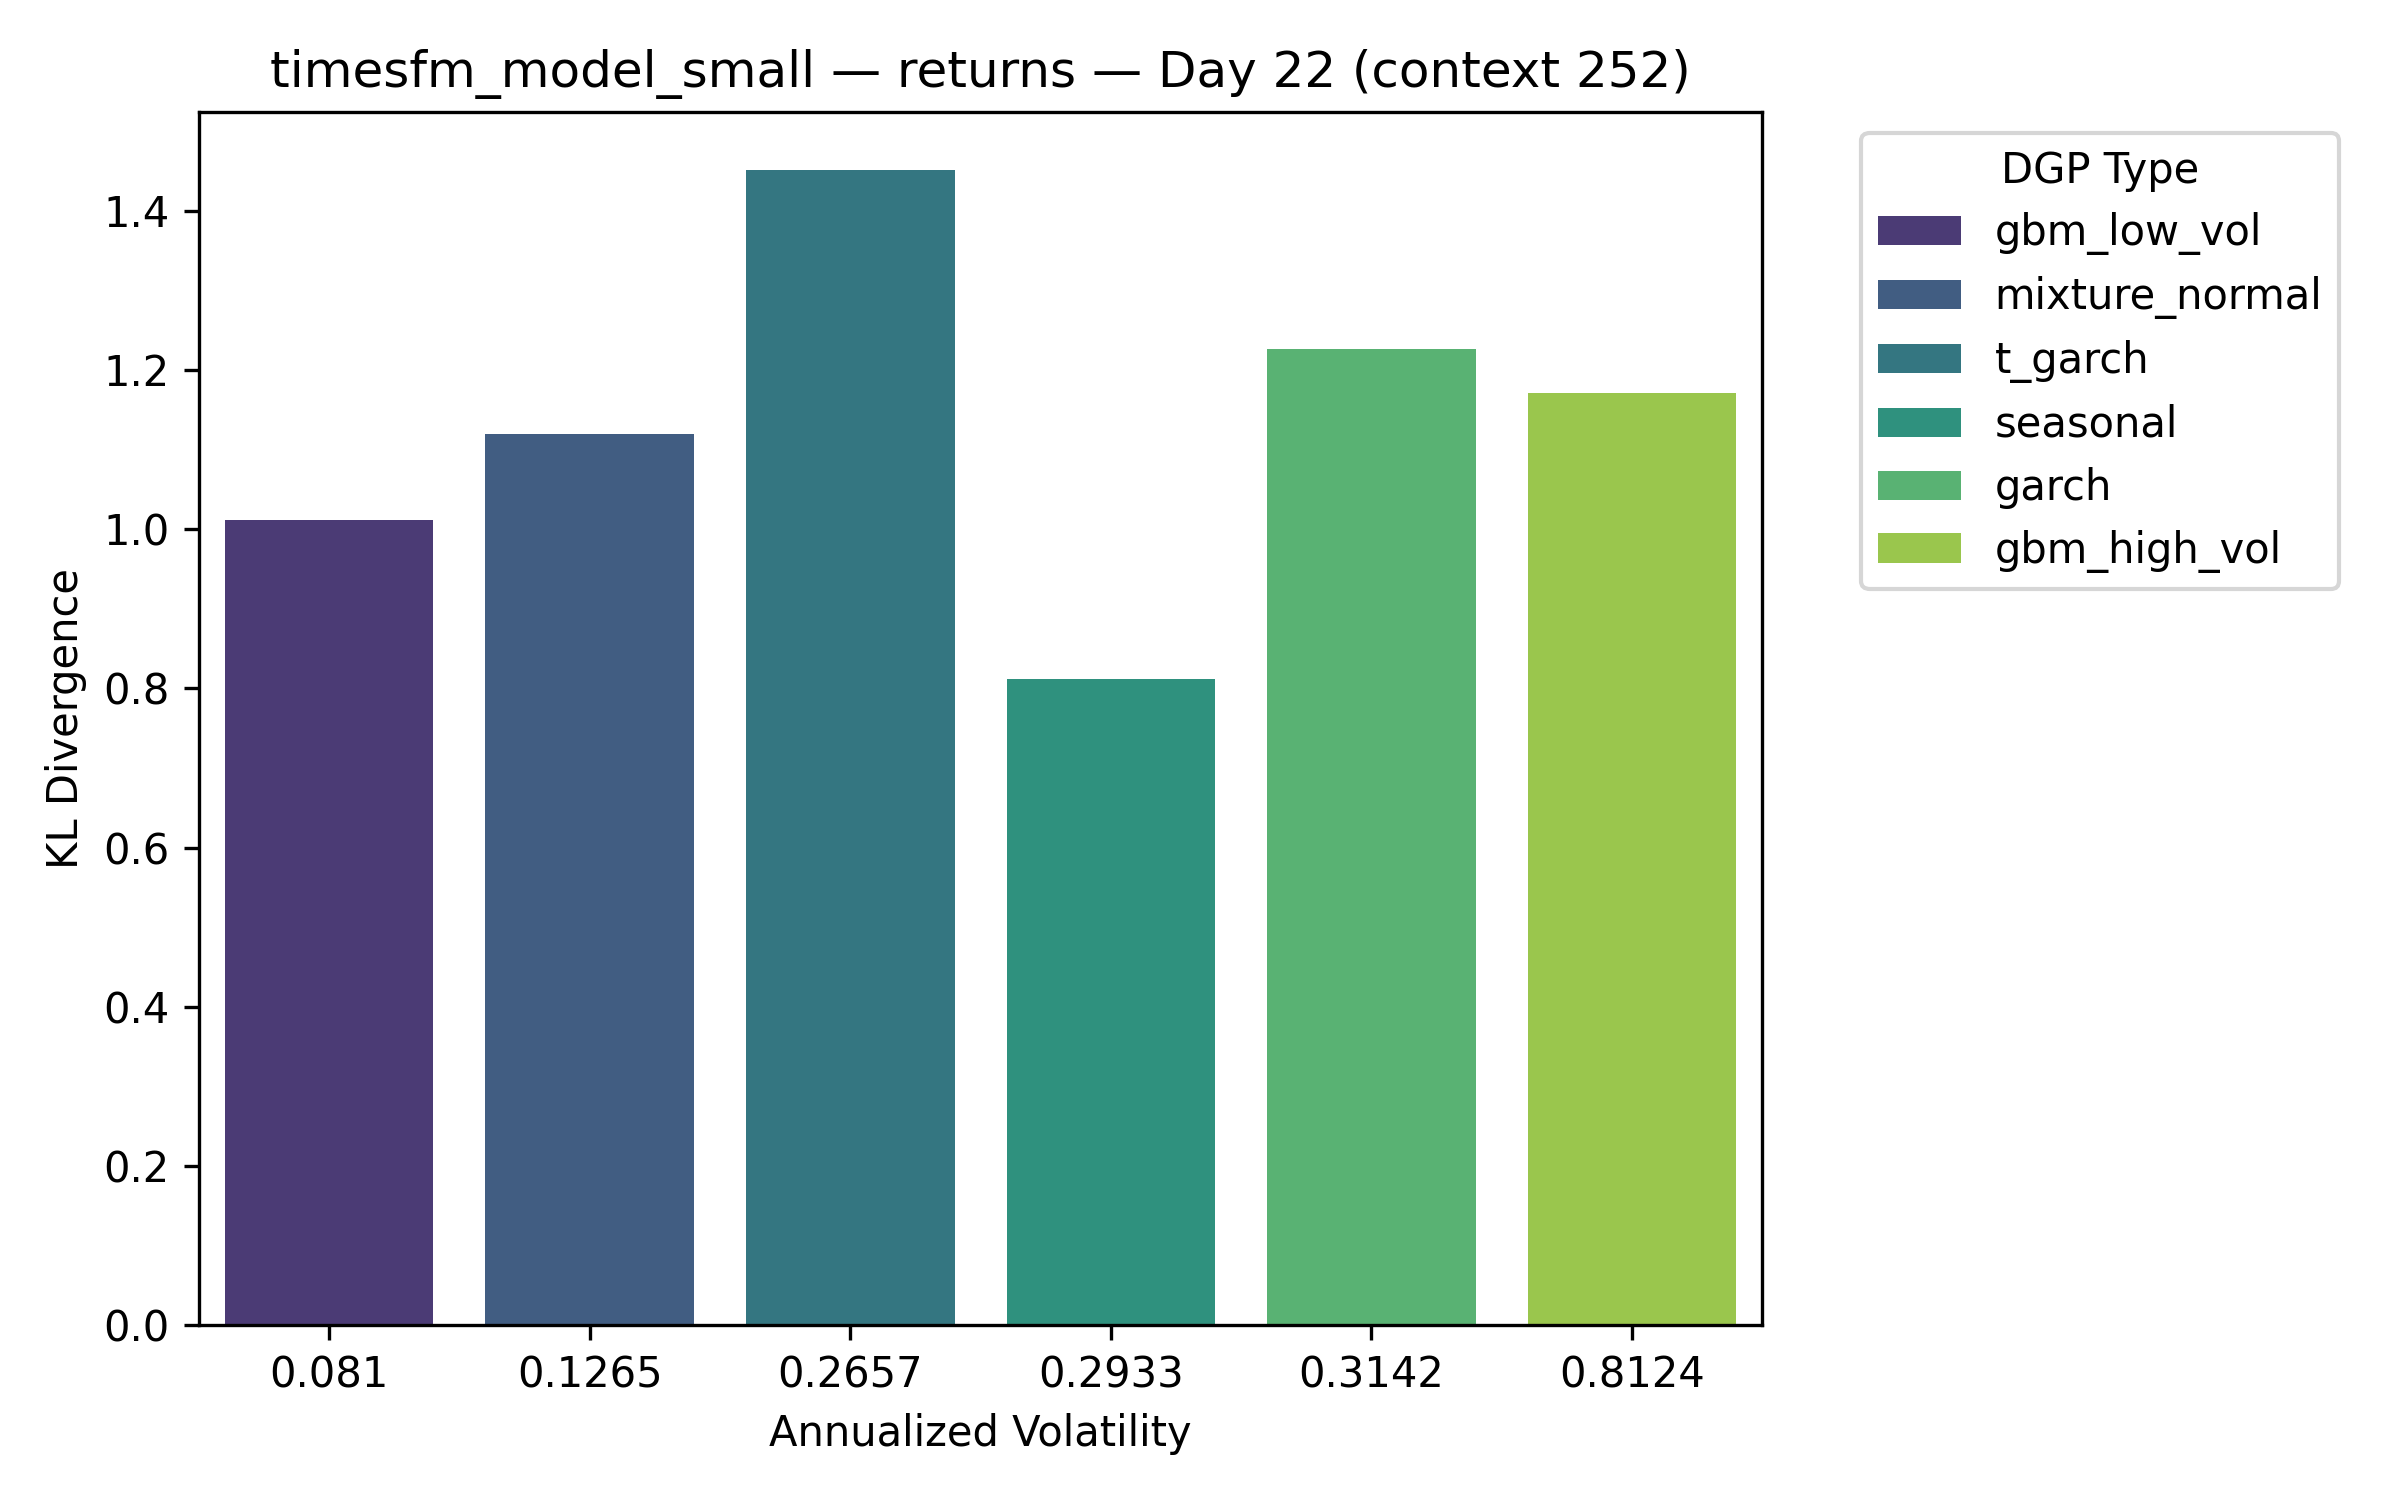 timesfm_model_small — returns — Day 22 (context 252)
KL Divergence
1.4
1.2
1.0
0.8
0.6
0.4
0.2
0.0
0.081 0.1265 0.2657 0.2933 0.3142 0.8124
Annualized Volatility
DGP Type
gbm_low_vol
mixture_normal
t_garch
seasonal
garch
gbm_high_vol